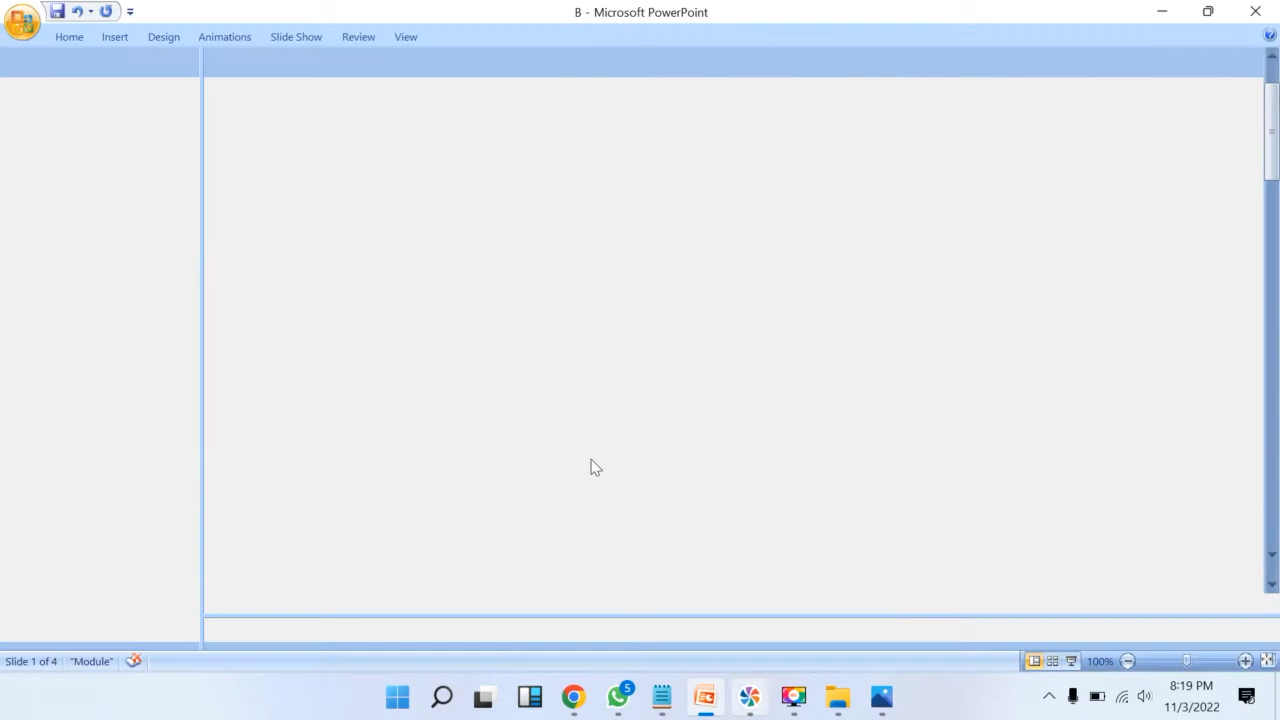 B - Microsoft PowerPoint
Home Insert Design Animations Slide Show Review View
Slide 1 of 4 "Module" 100%
5
8:19 PM
11/3/2022